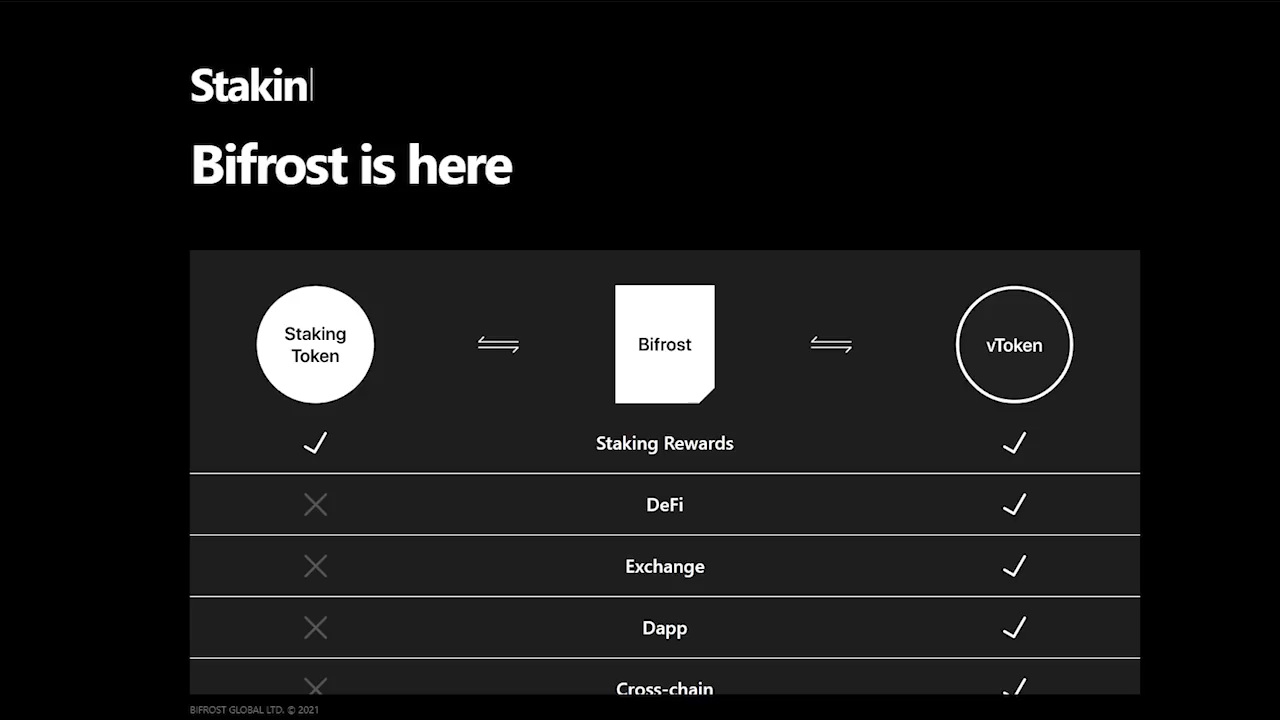 Stakin
Bifrost is here
Staking
Token
Bifrost
vToken
Staking Rewards
DeFi
Exchange
Dapp
Cross-chain
BIFROST GLOBAL LTD. © 2021